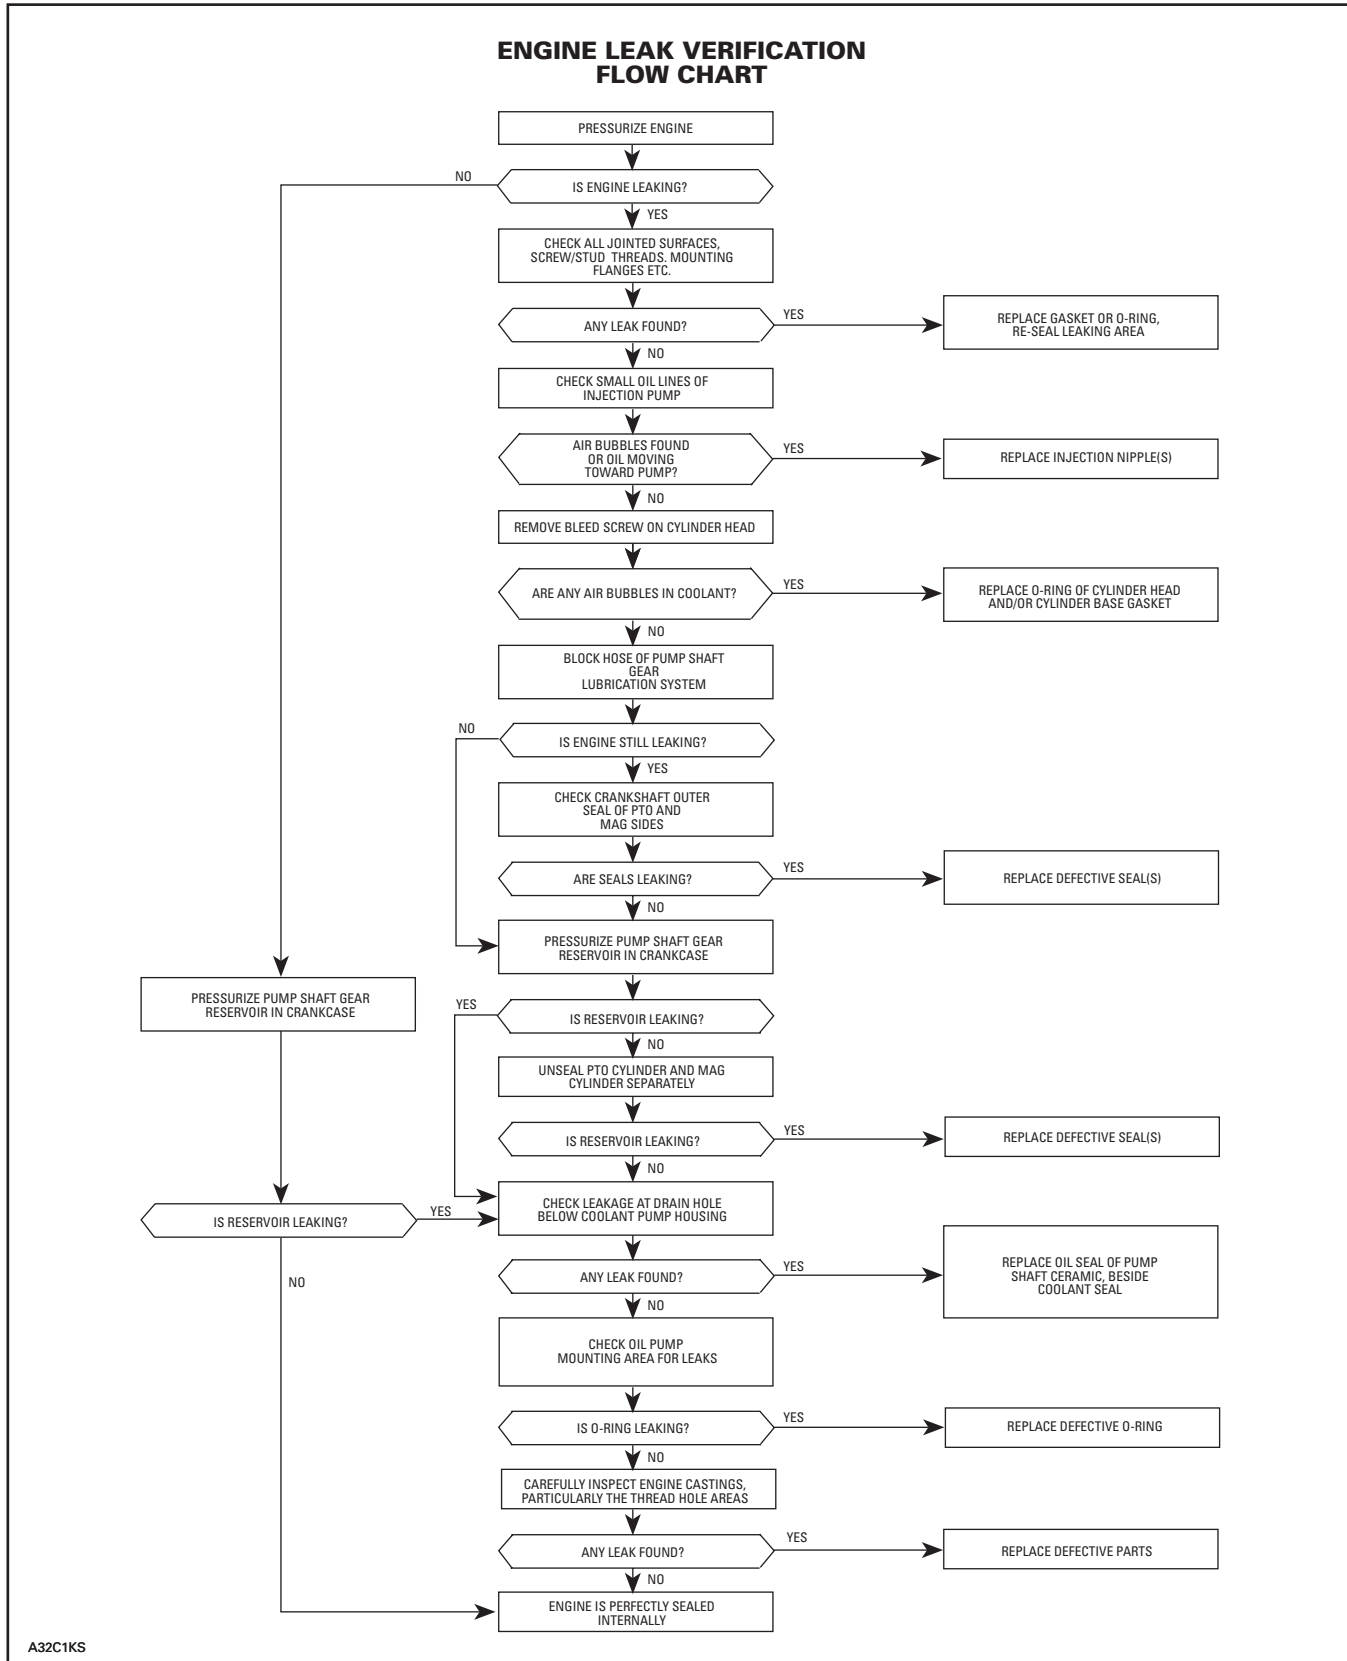 ENGINE LEAK VERIFICATION
FLOW CHART
PRESSURIZE ENGINE
NO
IS ENGINE LEAKING?
YES
CHECK ALL JOINTED SURFACES,
SCREW/STUD THREADS. MOUNTING
FLANGES ETC.
ANY LEAK FOUND?
YES
REPLACE GASKET OR O-RING,
RE-SEAL LEAKING AREA
NO
CHECK SMALL OIL LINES OF
INJECTION PUMP
AIR BUBBLES FOUND
OR OIL MOVING
TOWARD PUMP?
YES
REPLACE INJECTION NIPPLE(S)
NO
REMOVE BLEED SCREW ON CYLINDER HEAD
ARE ANY AIR BUBBLES IN COOLANT?
YES
REPLACE O-RING OF CYLINDER HEAD
AND/OR CYLINDER BASE GASKET
NO
BLOCK HOSE OF PUMP SHAFT
GEAR
LUBRICATION SYSTEM
NO
IS ENGINE STILL LEAKING?
YES
CHECK CRANKSHAFT OUTER
SEAL OF PTO AND
MAG SIDES
ARE SEALS LEAKING?
YES
REPLACE DEFECTIVE SEAL(S)
NO
PRESSURIZE PUMP SHAFT GEAR
RESERVOIR IN CRANKCASE
PRESSURIZE PUMP SHAFT GEAR
RESERVOIR IN CRANKCASE
YES
IS RESERVOIR LEAKING?
NO
UNSEAL PTO CYLINDER AND MAG
CYLINDER SEPARATELY
IS RESERVOIR LEAKING?
YES
REPLACE DEFECTIVE SEAL(S)
NO
CHECK LEAKAGE AT DRAIN HOLE
BELOW COOLANT PUMP HOUSING
IS RESERVOIR LEAKING?
YES
NO
ANY LEAK FOUND?
YES
REPLACE OIL SEAL OF PUMP
SHAFT CERAMIC, BESIDE
COOLANT SEAL
NO
CHECK OIL PUMP
MOUNTING AREA FOR LEAKS
IS O-RING LEAKING?
YES
REPLACE DEFECTIVE O-RING
NO
CAREFULLY INSPECT ENGINE CASTINGS,
PARTICULARLY THE THREAD HOLE AREAS
ANY LEAK FOUND?
YES
REPLACE DEFECTIVE PARTS
NO
ENGINE IS PERFECTLY SEALED
INTERNALLY
A32C1KS